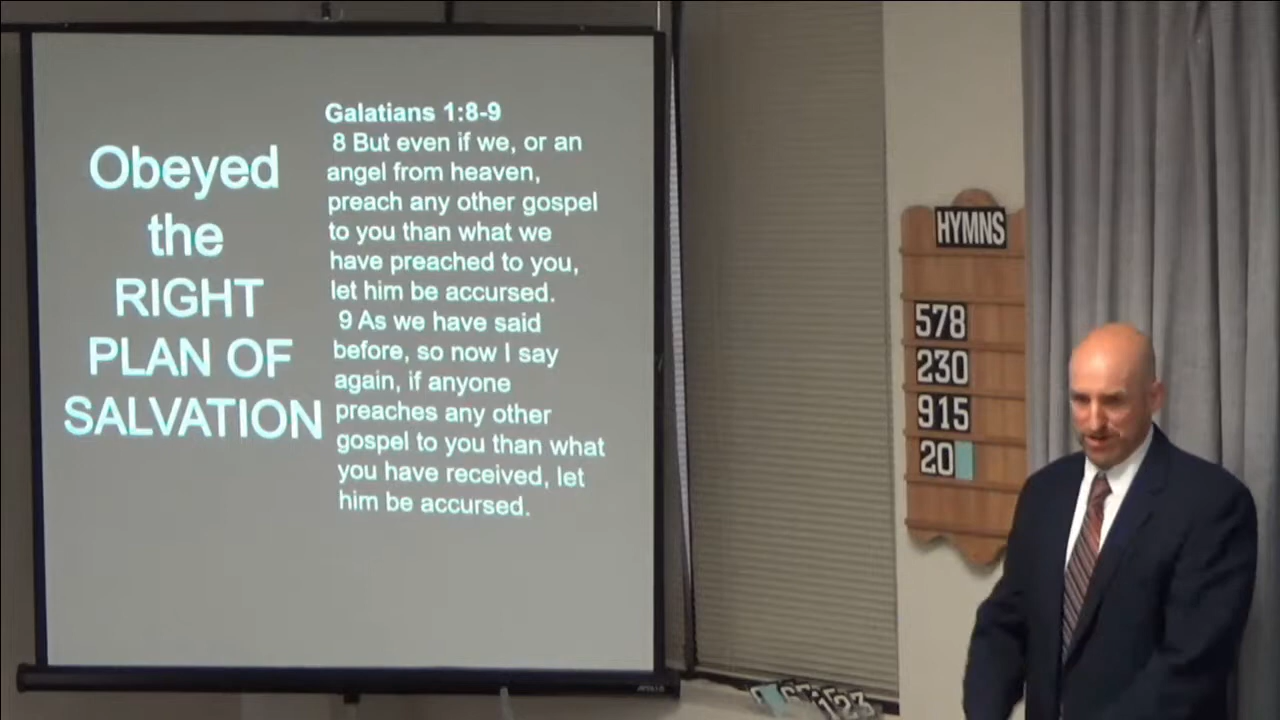 Obeyed
the
RIGHT
PLAN OF
SALVATION
Galatians 1:8-9
8 But even if we, or an
angel from heaven,
preach any other gospel
to you than what we
have preached to you,
let him be accursed.
9 As we have said
before, so now I say
again, if anyone
preaches any other
gospel to you than what
you have received, let
him be accursed.
HYMNS
578
230
915
20